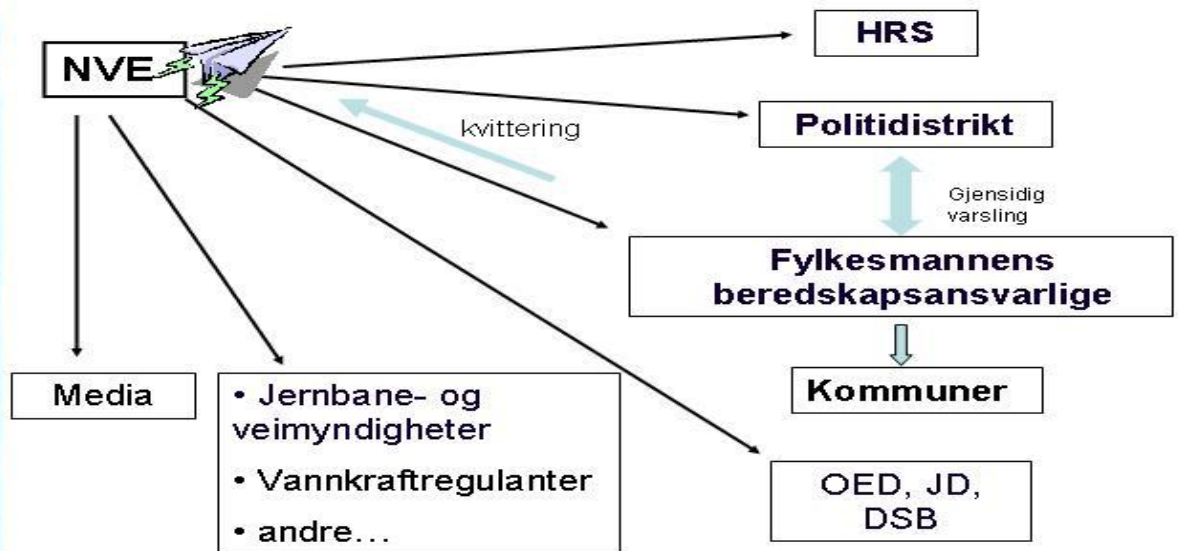 NVE
HRS
kvittering
Politidistrikt
Gjensidig
varsling
Fylkesmannens
beredskapsansvarlige
Media
• Jernbane- og
veimyndigheter
• Vannkraftregulanter
• andre...
Kommuner
OED, JD,
DSB